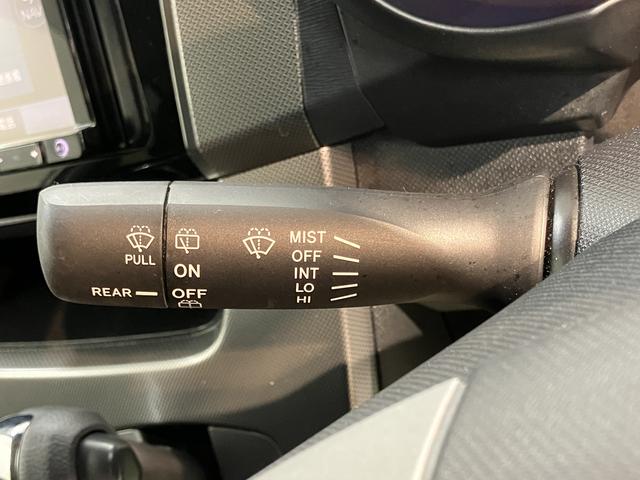 PULL
REAR
ON
OFF
MIST
OFF
INT
LO
HI